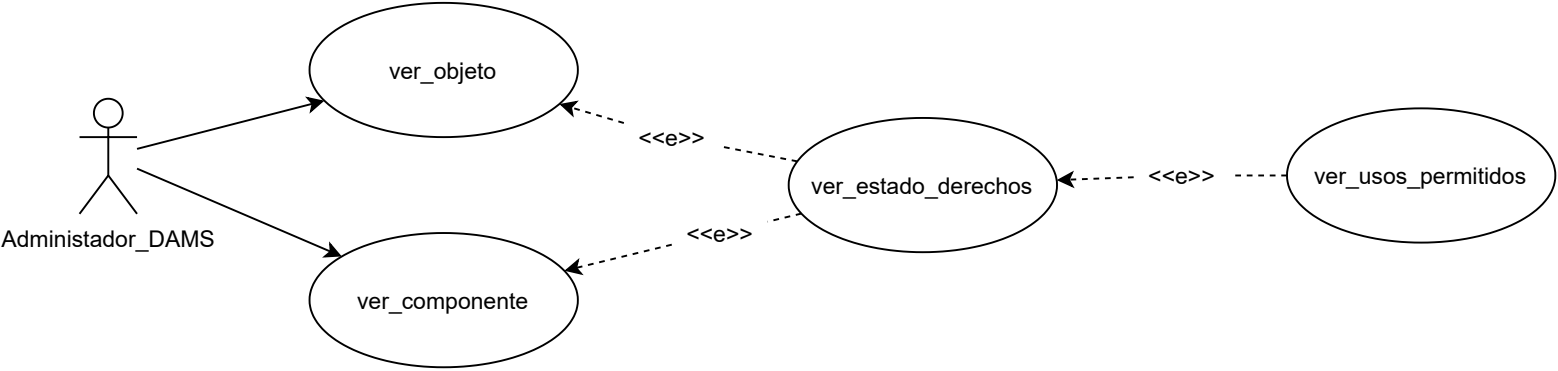 ver_objeto
<<e>>
ver_estado_derechos
<<e>>
ver_usos_permitidos
Administador_DAMS
<<e>>
ver_componente